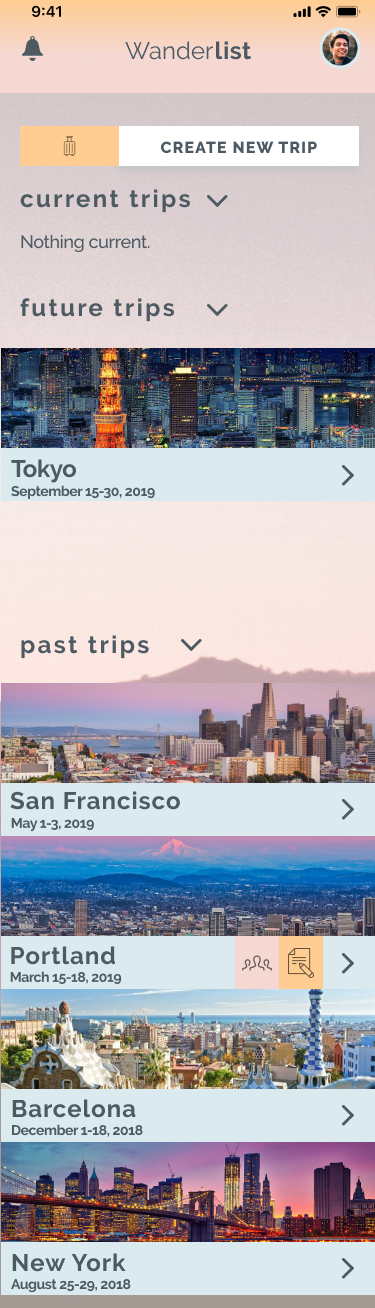 9:41
Wanderlist
CREATE NEW TRIP
current trips
Nothing current.
future trips
Tokyo
September 15-30, 2019
past trips
San Francisco
May 1-3, 2019
Portland
March 15-18, 2019
Barcelona
December 1-18, 2018
New York
August 25-29, 2018